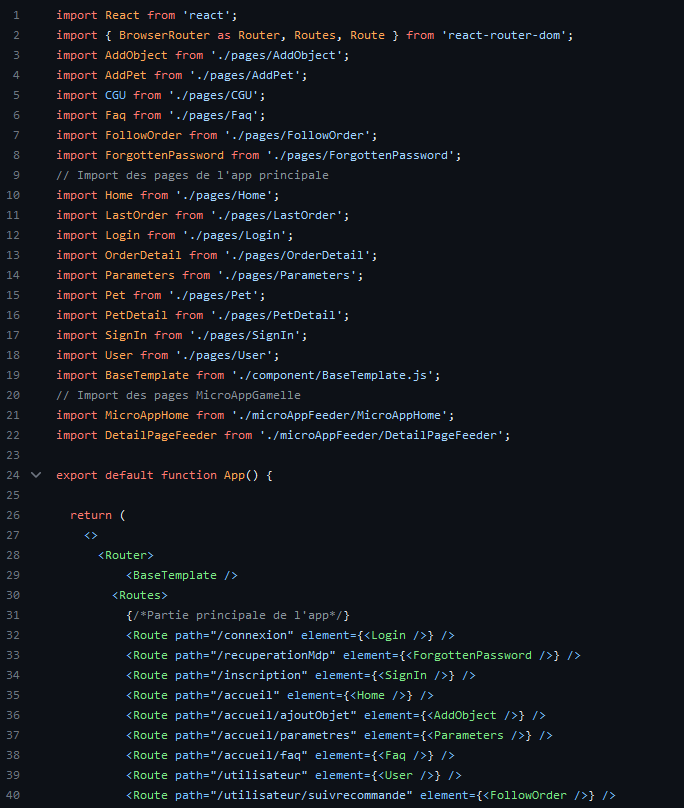 1 import React from 'react';
2 import { BrowserRouter as Router, Routes, Route } from 'react-router-dom';
3 import AddObject from './pages/AddObject';
4 import AddPet from './pages/AddPet';
5 import CGU from './pages/CGU';
6 import Faq from './pages/Faq';
7 import FollowOrder from './pages/FollowOrder';
8 import ForgottenPassword from './pages/ForgottenPassword';
9 // Import des pages de l'app principale
10 import Home from './pages/Home';
11 import LastOrder from './pages/LastOrder';
12 import Login from './pages/Login';
13 import OrderDetail from './pages/OrderDetail';
14 import Parameters from './pages/Parameters';
15 import Pet from './pages/Pet';
16 import PetDetail from './pages/PetDetail';
17 import SignIn from './pages/SignIn';
18 import User from './pages/User';
19 import BaseTemplate from './component/BaseTemplate.js';
20 // Import des pages MicroAppGamelle
21 import MicroAppHome from './microAppFeeder/MicroAppHome';
22 import DetailPageFeeder from './microAppFeeder/DetailPageFeeder';
23
24 export default function App() {
25
26 return (
27 <>
28 <Router>
29 <BaseTemplate />
30 <Routes>
31 {/*Partie principale de l'app*/}
32 <Route path="/connexion" element={<Login />} />
33 <Route path="/recuperationMdp" element={<ForgottenPassword />} />
34 <Route path="/inscription" element={<SignIn />} />
35 <Route path="/accueil" element={<Home />} />
36 <Route path="/accueil/ajoutObjet" element={<AddObject />} />
37 <Route path="/accueil/parametres" element={<Parameters />} />
38 <Route path="/accueil/faq" element={<Faq />} />
39 <Route path="/utilisateur" element={<User />} />
40 <Route path="/utilisateur/suivrecommande" element={<FollowOrder />} />